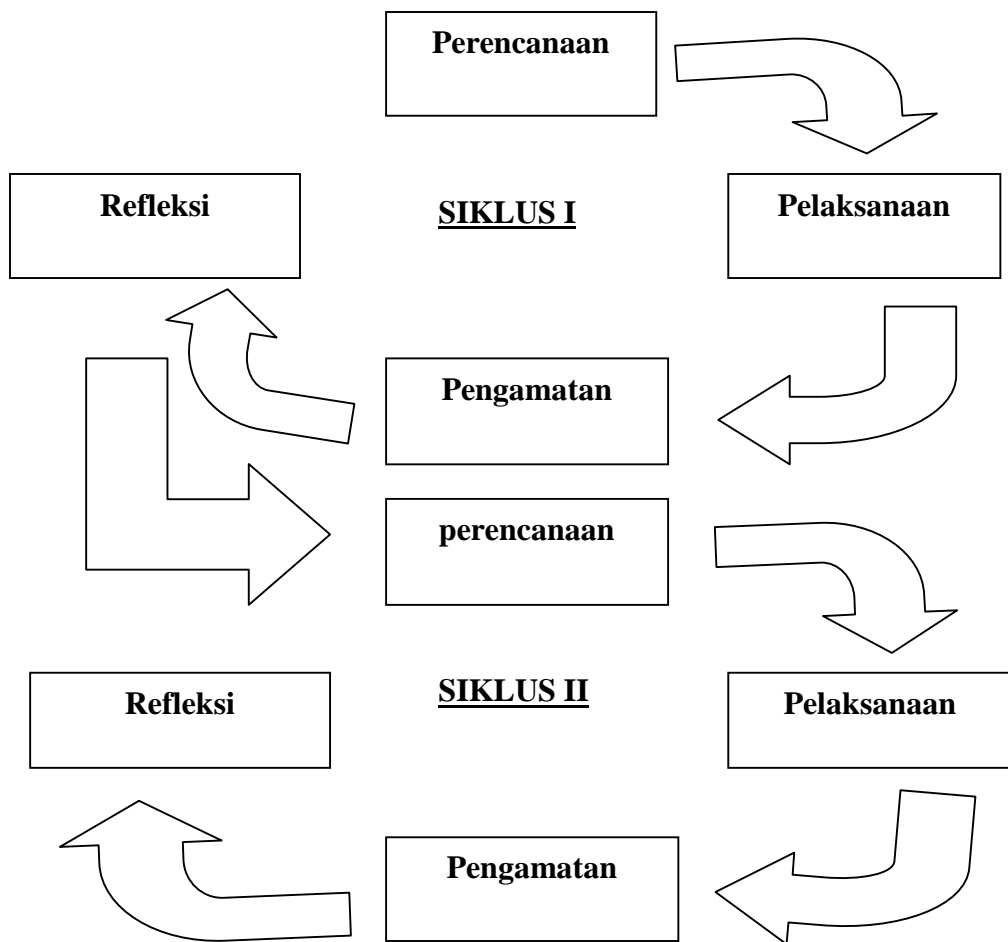 Perencanaan
Refleksi
SIKLUS I
Pelaksanaan
Pengamatan
perencanaan
Refleksi
SIKLUS II
Pelaksanaan
Pengamatan